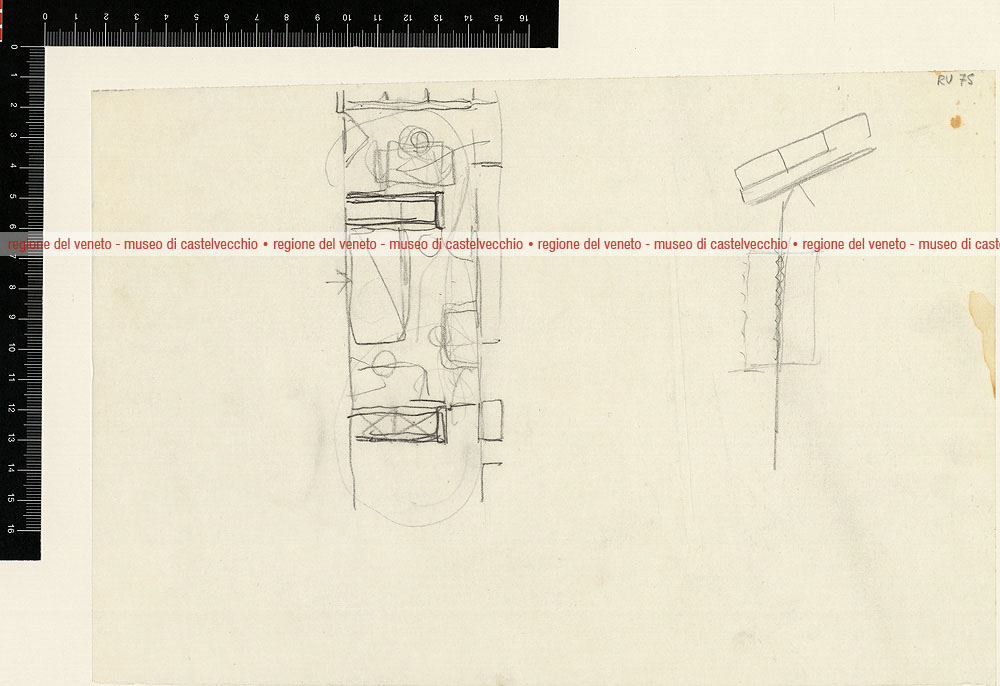 0 1 2 3 4 5 6 7 8 9 10 11 12 13 14 15 16
RV 75
regione del veneto - museo di castelvecchio • regione del veneto - museo di castelvecchio • regione del veneto - museo di castelvecchio • regione del veneto - museo di cast
0 1 2 3 4 5 6 7 8 9 10 11 12 13 14 15 16